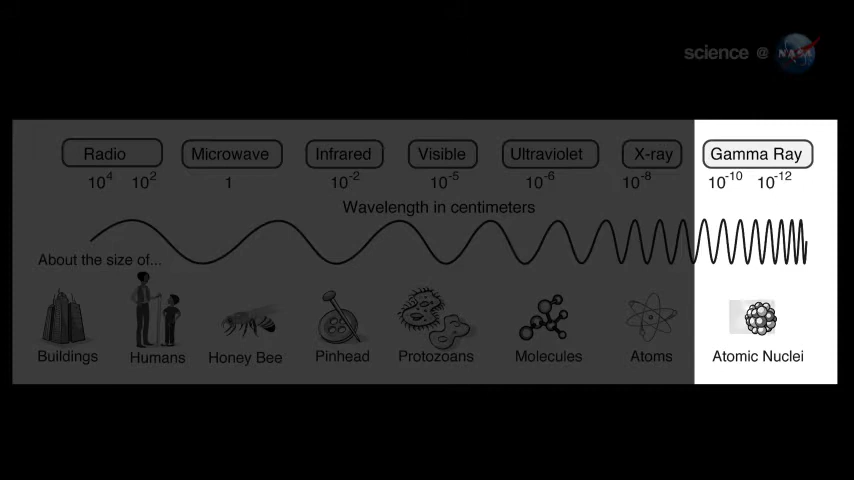 science @ NASA
Radio Microwave Infrared Visible Ultraviolet X-ray Gamma Ray
10^4 10^2 1 10^-2 10^-5 10^-6 10^-8 10^-10 10^-12
Wavelength in centimeters
About the size of...
Buildings Humans Honey Bee Pinhead Protozoans Molecules Atoms Atomic Nuclei